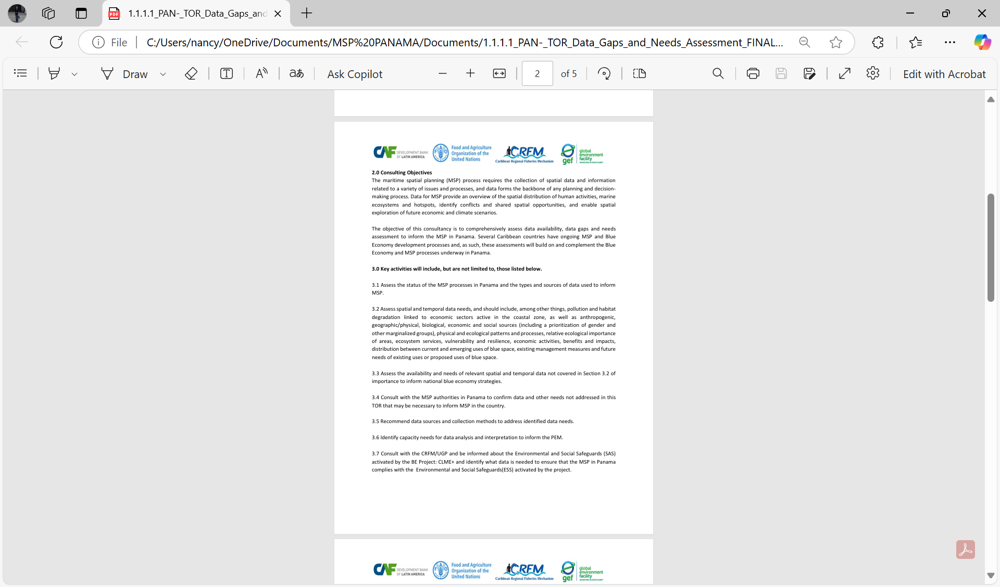 1.1.1.1_PAN-_TOR_Data_Gaps_and
File
C:/Users/nancy/OneDrive/Documents/MSP%20PANAMA/Documents/1.1.1.1_PAN-_TOR_Data_Gaps_and_Needs_Assessment_FINAL...
Draw
Ask Copilot
2 of 5
Edit with Acrobat
CAF DEVELOPMENT BANK
OF LATIN AMERICA
FAO
Food and Agriculture
Organization of the
United Nations
CRFM
Caribbean Regional Fisheries Mechanism
gef
global
environment
facility
INVESTING IN OUR PLANET
2.0 Consulting Objectives
The maritime spatial planning (MSP) process requires the collection of spatial data and information
related to a variety of issues and processes, and data forms the backbone of any planning and decision-
making process. Data for MSP provide an overview of the spatial distribution of human activities, marine
ecosystems and hotspots, identify conflicts and shared spatial opportunities, and enable spatial
exploration of future economic and climate scenarios.
The objective of this consultancy is to comprehensively assess data availability, data gaps and needs
assessment to inform the MSP in Panama. Several Caribbean countries have ongoing MSP and Blue
Economy development processes and, as such, these assessments will build on and complement the Blue
Economy and MSP processes underway in Panama.
3.0 Key activities will include, but are not limited to, those listed below.
3.1 Assess the status of the MSP processes in Panama and the types and sources of data used to inform
MSP.
3.2 Assess spatial and temporal data needs, and should include, among other things, pollution and habitat
degradation linked to economic sectors active in the coastal zone, as well as anthropogenic,
geographic/physical, biological, economic and social sources (including a prioritization of gender and
other marginalized groups), physical and ecological patterns and processes, relative ecological importance
of areas, ecosystem services, vulnerability and resilience, economic activities, benefits and impacts,
distribution between current and emerging uses of blue space, existing management measures and future
needs of existing uses or proposed uses of blue space.
3.3 Assess the availability and needs of relevant spatial and temporal data not covered in Section 3.2 of
importance to inform national blue economy strategies.
3.4 Consult with the MSP authorities in Panama to confirm data and other needs not addressed in this
TOR that may be necessary to inform MSP in the country.
3.5 Recommend data sources and collection methods to address identified data needs.
3.6 Identify capacity needs for data analysis and interpretation to inform the PEM.
3.7 Consult with the CRFM/UGP and be informed about the Environmental and Social Safeguards (SAS)
activated by the BE Project: CLME+ and identify what data is needed to ensure that the MSP in Panama
complies with the Environmental and Social Safeguards(ESS) activated by the project.
CAF DEVELOPMENT BANK
OF LATIN AMERICA
FAO
Food and Agriculture
Organization of the
United Nations
CRFM
Caribbean Regional Fisheries Mechanism
gef
global
environment
facility
INVESTING IN OUR PLANET